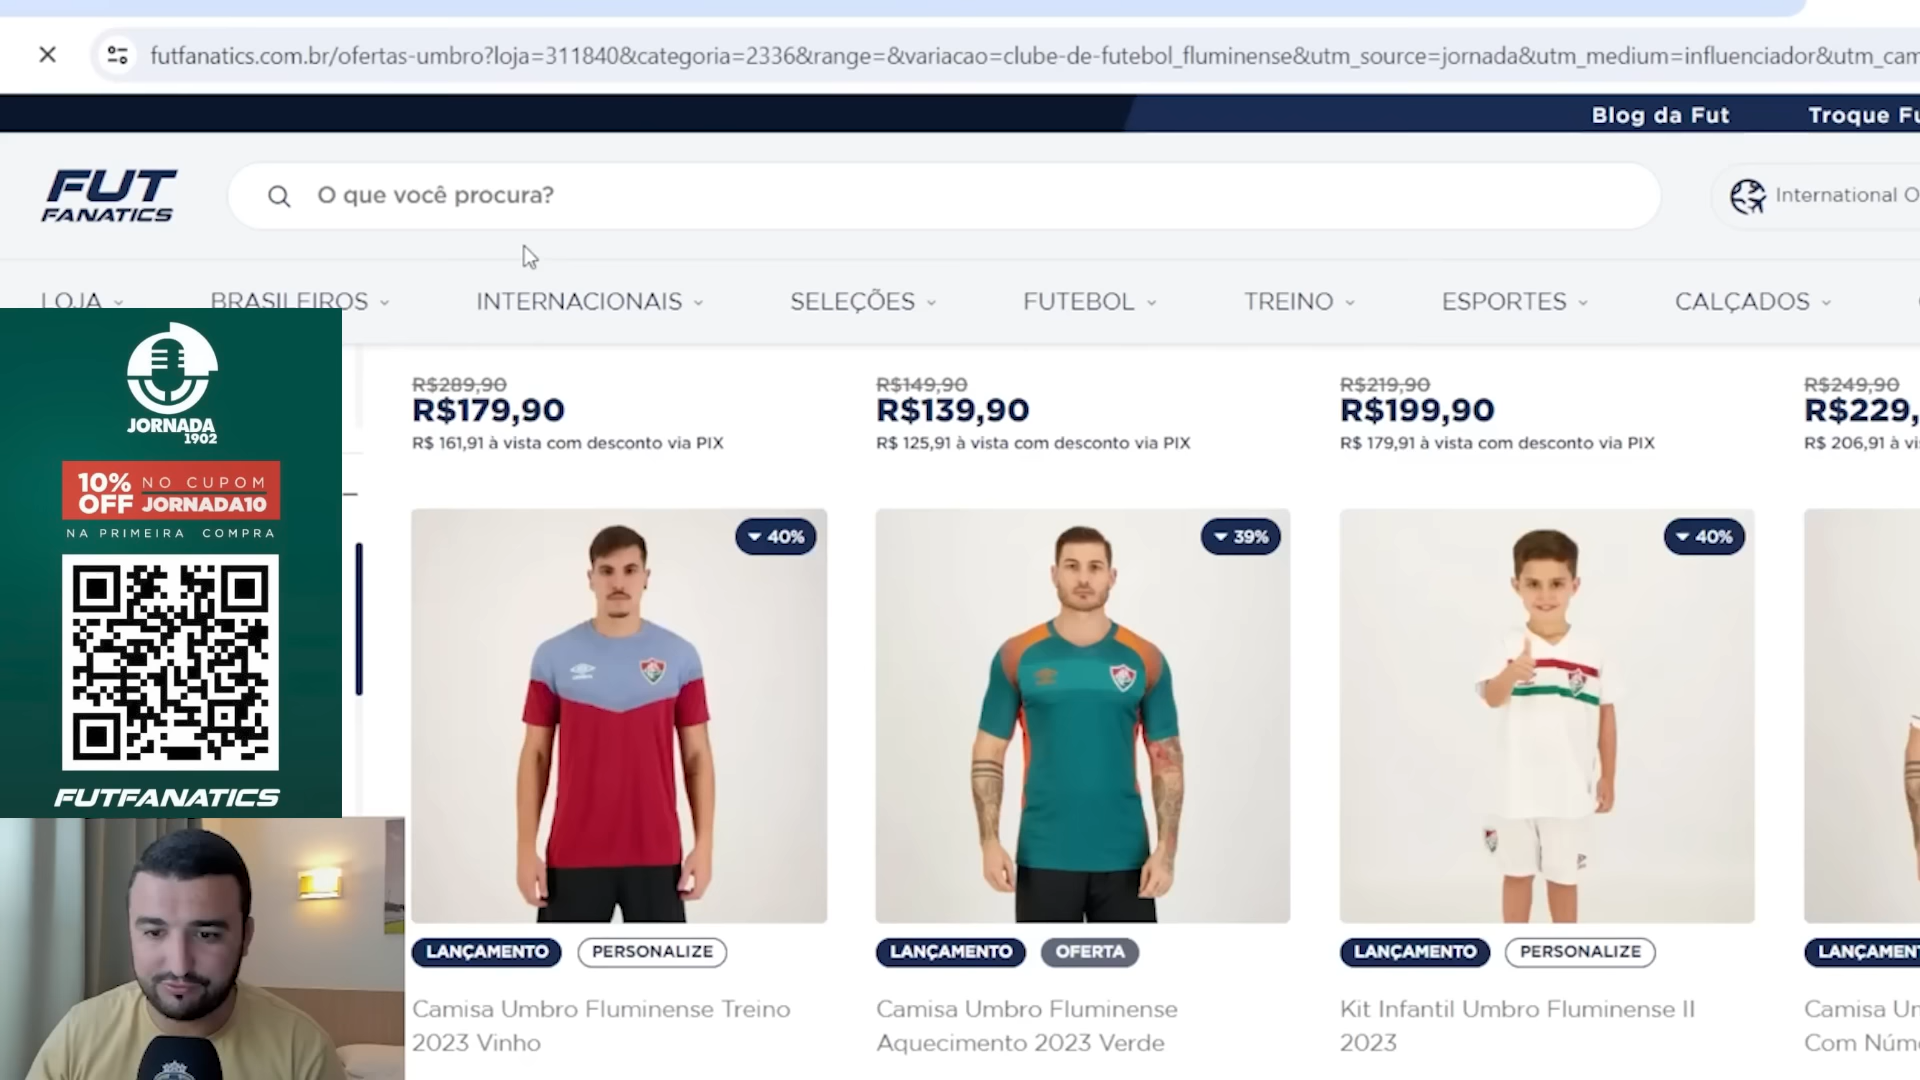 futfanatics.com.br/ofertas-umbro?loja=311840&categoria=2336&range=&variacao=clube-de-futebol_fluminense&utm_source=jornada&utm_medium=influenciador&utm_cam
Blog da Fut
Troque Fu
FUT
FANATICS
O que você procura?
International O
LOJA
BRASILEIROS
INTERNACIONAIS
SELEÇÕES
FUTEBOL
TREINO
ESPORTES
CALÇADOS
R$289,90
R$179,90
R$ 161,91 à vista com desconto via PIX
R$149,90
R$139,90
R$ 125,91 à vista com desconto via PIX
R$219,90
R$199,90
R$ 179,91 à vista com desconto via PIX
R$249,90
R$229,
R$ 206,91 à vi
JORNADA
1902
10% OFF
NO CUPOM
JORNADA10
NA PRIMEIRA COMPRA
FUTFANATICS
40%
LANÇAMENTO
PERSONALIZE
Camisa Umbro Fluminense Treino
2023 Vinho
39%
LANÇAMENTO
OFERTA
Camisa Umbro Fluminense
Aquecimento 2023 Verde
40%
LANÇAMENTO
PERSONALIZE
Kit Infantil Umbro Fluminense II
2023
LANÇAMENT
Camisa Um
Com Núme